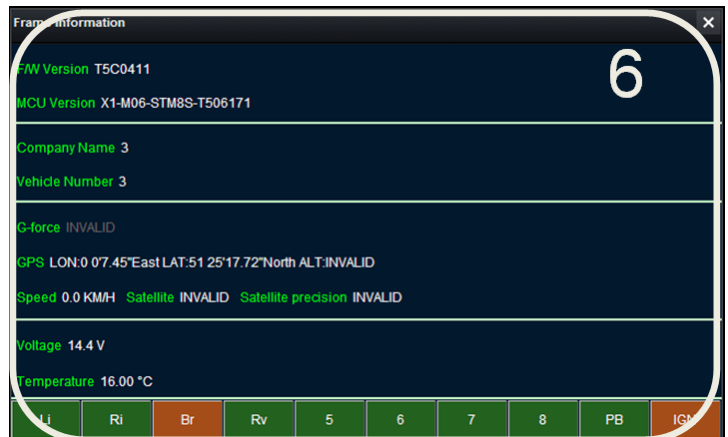 Frame Information
6
F/W Version T5C0411
MCU Version X1-M06-STM8S-T506171
Company Name 3
Vehicle Number 3
G-force INVALID
GPS LON:0 0'7.45"East LAT:51 25'17.72"North ALT:INVALID
Speed 0.0 KM/H Satellite INVALID Satellite precision INVALID
Voltage 14.4 V
Temperature 16.00 °C
Li Ri Br Rv 5 6 7 8 PB IGN